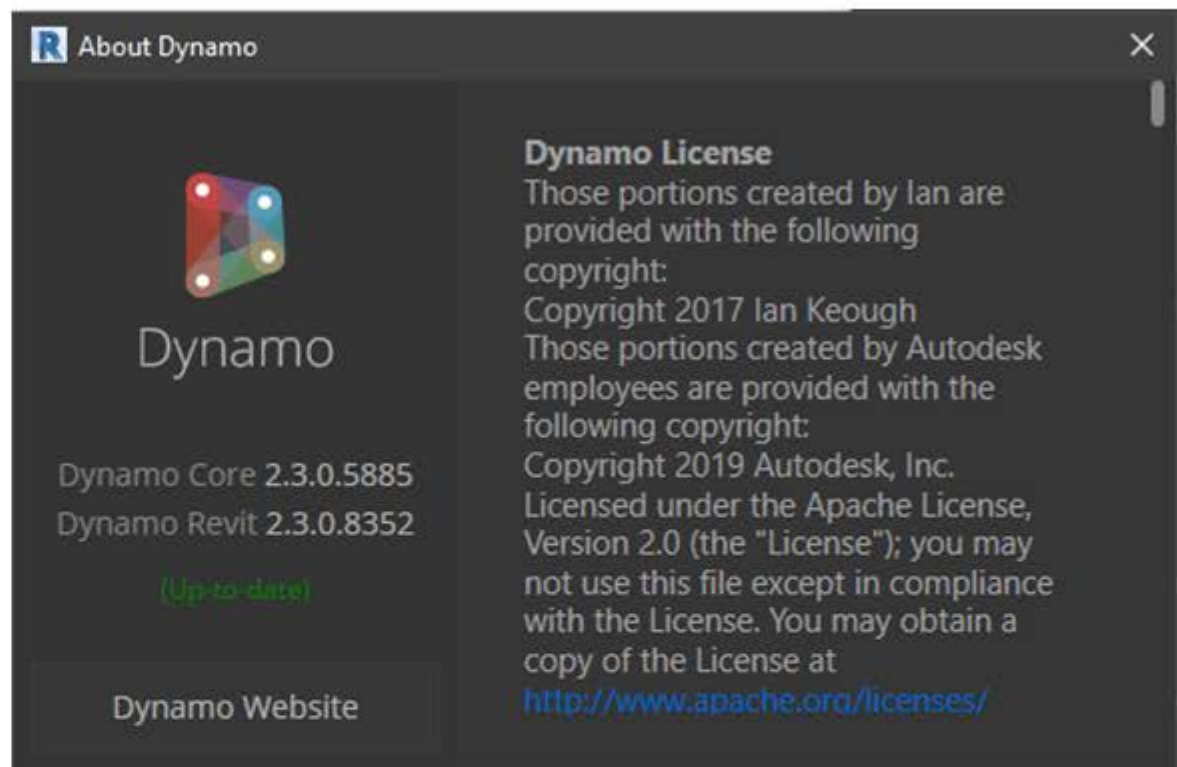 About Dynamo
Dynamo
Dynamo Core 2.3.0.5885
Dynamo Revit 2.3.0.8352
(Up-to-date)
Dynamo Website
Dynamo License
Those portions created by Ian are
provided with the following
copyright:
Copyright 2017 Ian Keough
Those portions created by Autodesk
employees are provided with the
following copyright:
Copyright 2019 Autodesk, Inc.
Licensed under the Apache License,
Version 2.0 (the "License"); you may
not use this file except in compliance
with the License. You may obtain a
copy of the License at
http://www.apache.org/licenses/